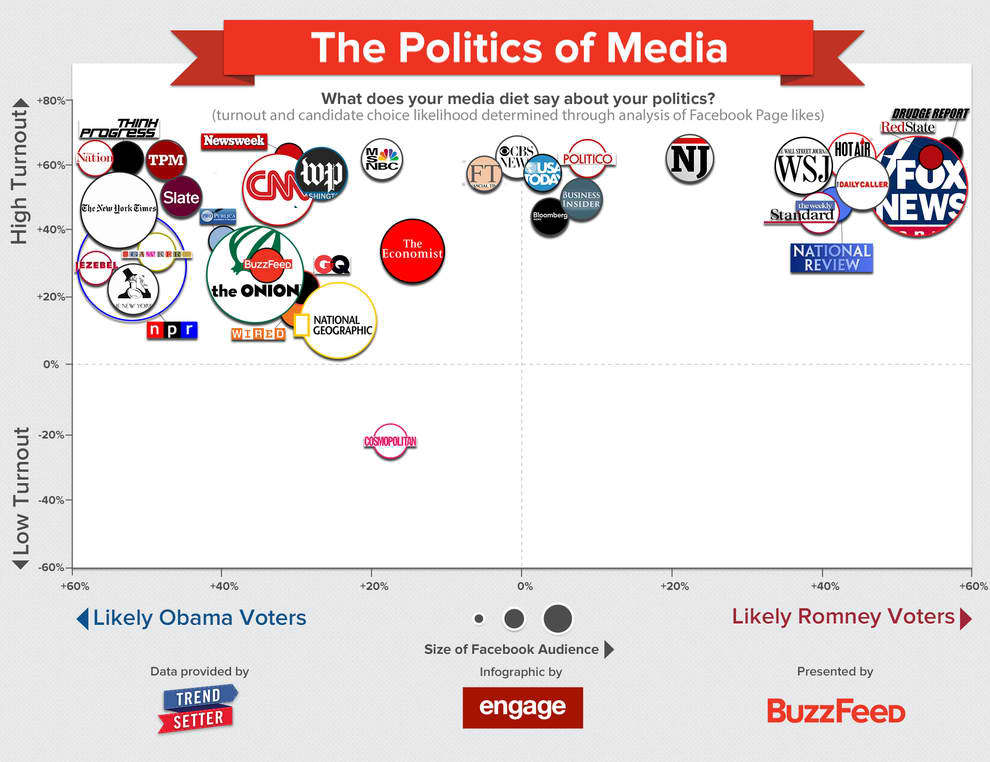 The Politics of Media
What does your media diet say about your politics?
(turnout and candidate choice likelihood determined through analysis of Facebook Page likes)
High Turnout
Low Turnout
+80%
+60%
+40%
+20%
0%
-20%
-40%
-60%
THINK
PROGRESS
The Nation
TPM
Slate
The New York Times
JEZEBEL
GAWKER
npr
Newsweek
CNN
wp
the ONION
BuzzFeed
GQ
WIRED
NATIONAL
GEOGRAPHIC
The
Economist
MSNBC
COSMOPOLITAN
FT
CBS
NEWS
USA
TODAY
POLITICO
BUSINESS
INSIDER
Bloomberg
NJ
WALL STREET
WSJ
HOT AIR
THE DAILY CALLER
the weekly
Standard
NATIONAL
REVIEW
DRUDGE REPORT
RedState
FOX
NEWS
+60%
+40%
+20%
0%
+20%
+40%
+60%
Likely Obama Voters
Likely Romney Voters
Size of Facebook Audience
Data provided by
TREND
SETTER
Infographic by
engage
Presented by
BuzzFeed